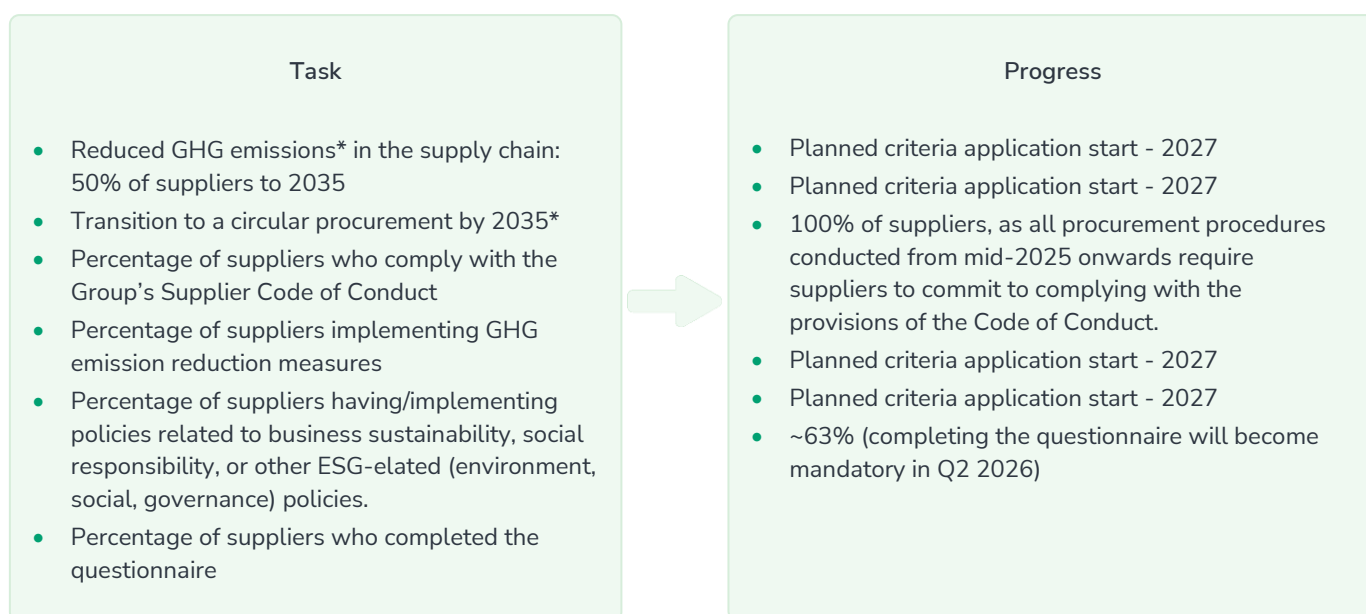 Task
• Reduced GHG emissions* in the supply chain:
50% of suppliers to 2035
• Transition to a circular procurement by 2035*
• Percentage of suppliers who comply with the
Group’s Supplier Code of Conduct
• Percentage of suppliers implementing GHG
emission reduction measures
• Percentage of suppliers having/implementing
policies related to business sustainability, social
responsibility, or other ESG-elated (environment,
social, governance) policies.
• Percentage of suppliers who completed the
questionnaire
Progress
• Planned criteria application start - 2027
• Planned criteria application start - 2027
• 100% of suppliers, as all procurement procedures
conducted from mid-2025 onwards require
suppliers to commit to complying with the
provisions of the Code of Conduct.
• Planned criteria application start - 2027
• Planned criteria application start - 2027
• ~63% (completing the questionnaire will become
mandatory in Q2 2026)